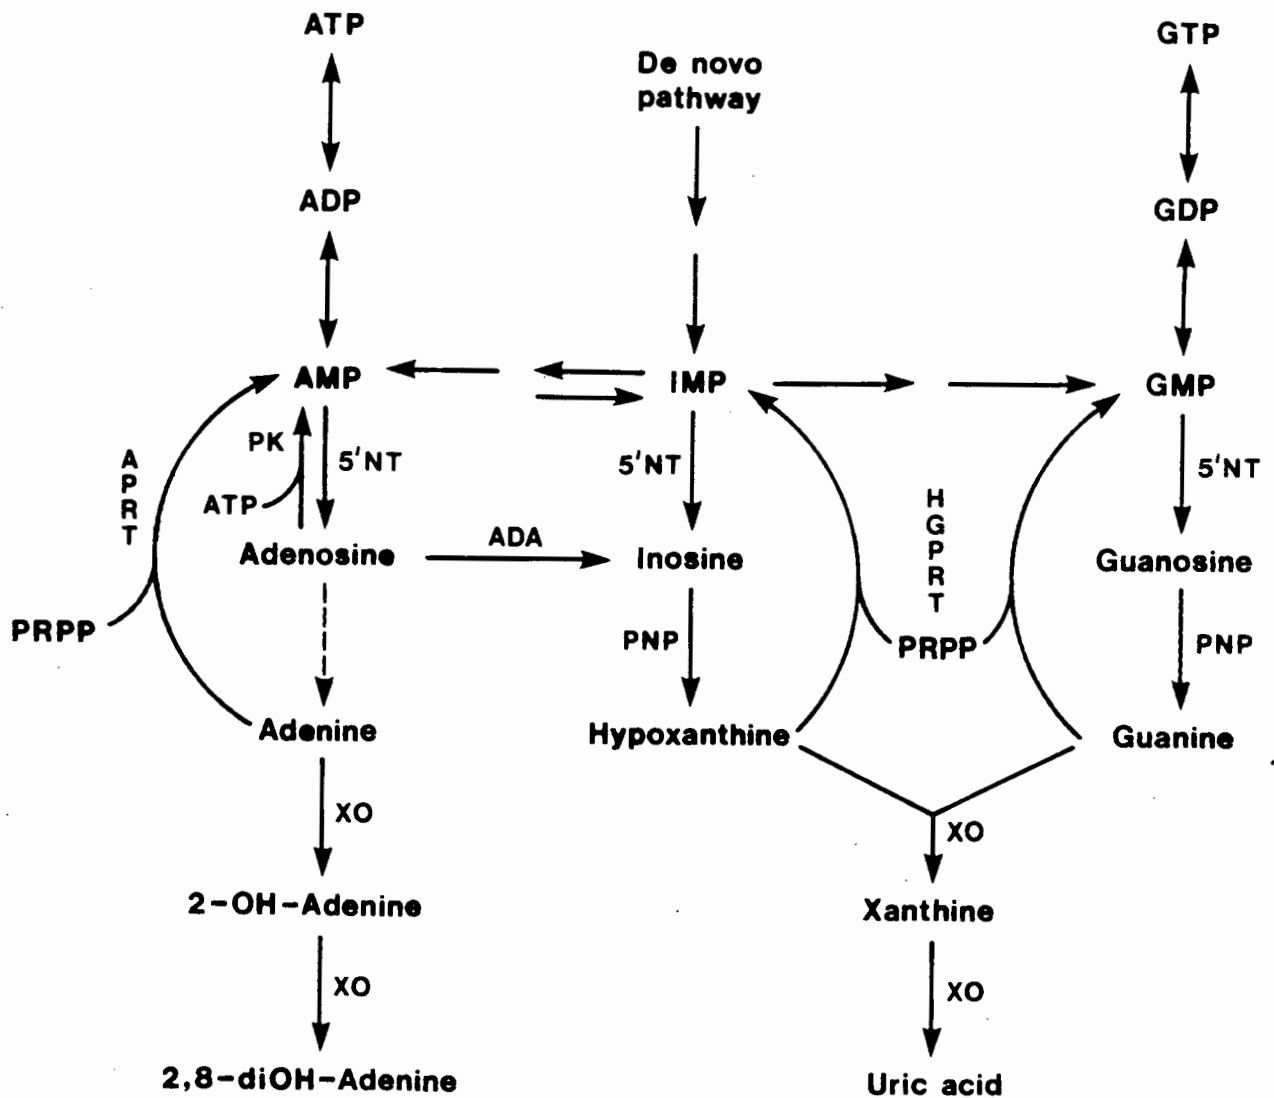 ATP
GTP
De novo
pathway
ADP
GDP
AMP
IMP
GMP
PK
5'NT
5'NT
5'NT
APRT
ATP
HGPRT
Adenosine
ADA
Inosine
Guanosine
PRPP
PNP
PRPP
PNP
Adenine
Hypoxanthine
Guanine
XO
XO
2-OH-Adenine
Xanthine
XO
XO
2,8-diOH-Adenine
Uric acid